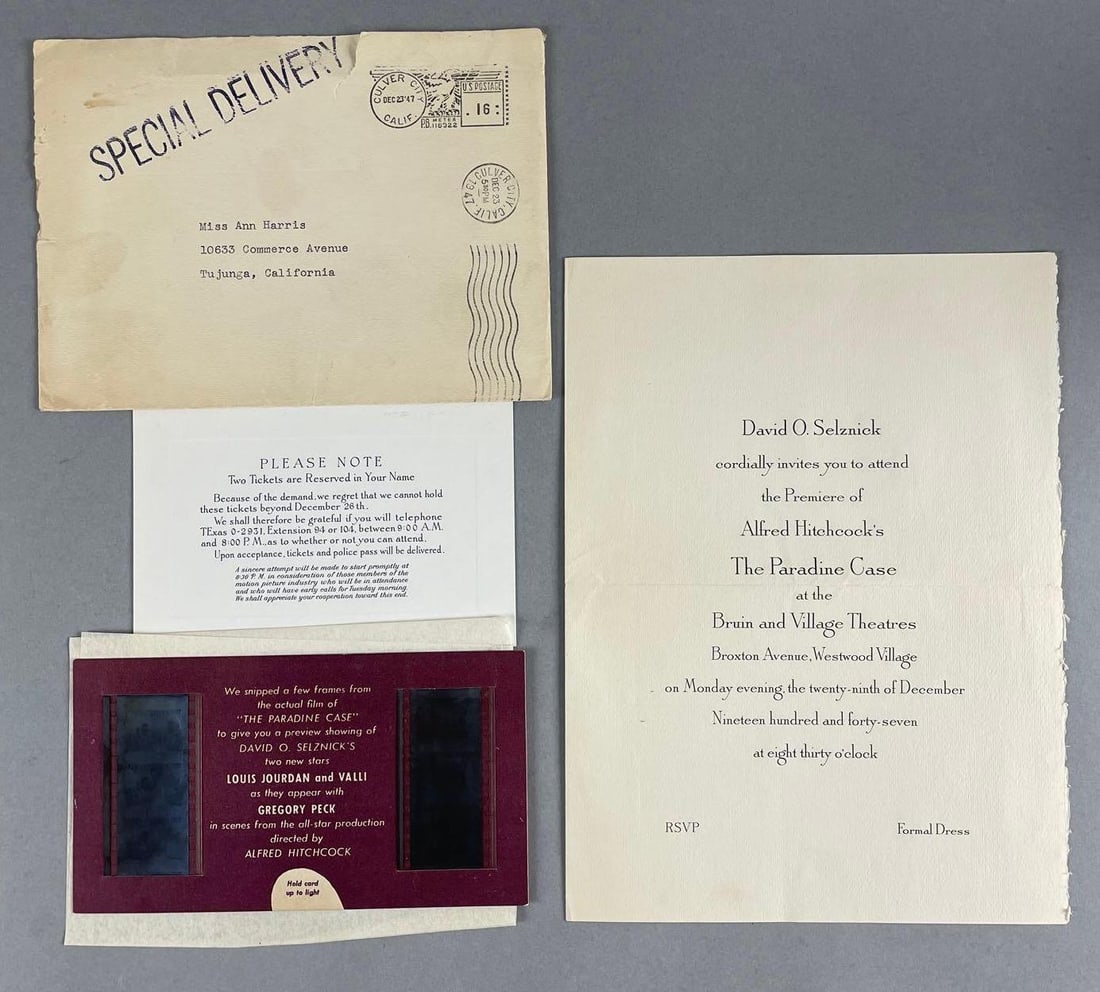 SPECIAL DELIVERY
CULVER CITY
DEC 23 '47
CALIF.
U.S. POSTAGE
.16:
P.B. METER
118922
CULVER CITY, CALIF.
DEC 23
5 30 PM
1947
Miss Ann Harris
10633 Commerce Avenue
Tujunga, California
PLEASE NOTE
Two Tickets are Reserved in Your Name
Because of the demand, we regret that we cannot hold
these tickets beyond December 26th.
We shall therefore be grateful if you will telephone
TExas 0-2931, Extension 94 or 104, between 9:00 A.M.
and 8:00 P.M., as to whether or not you can attend.
Upon acceptance, tickets and police pass will be delivered.
A sincere attempt will be made to start promptly at
8:30 P.M. in consideration of those members of the
motion picture industry who will be in attendance
and who will have early calls for Tuesday morning.
We shall appreciate your cooperation toward this end.
We snipped a few frames from
the actual film of
"THE PARADINE CASE"
to give you a preview showing of
DAVID O. SELZNICK'S
two new stars
LOUIS JOURDAN and VALLI
as they appear with
GREGORY PECK
in scenes from the all-star production
directed by
ALFRED HITCHCOCK
Hold card
up to light
David O. Selznick
cordially invites you to attend
the Premiere of
Alfred Hitchcock's
The Paradine Case
at the
Bruin and Village Theatres
Broxton Avenue, Westwood Village
on Monday evening, the twenty-ninth of December
Nineteen hundred and forty-seven
at eight thirty o'clock
RSVP
Formal Dress